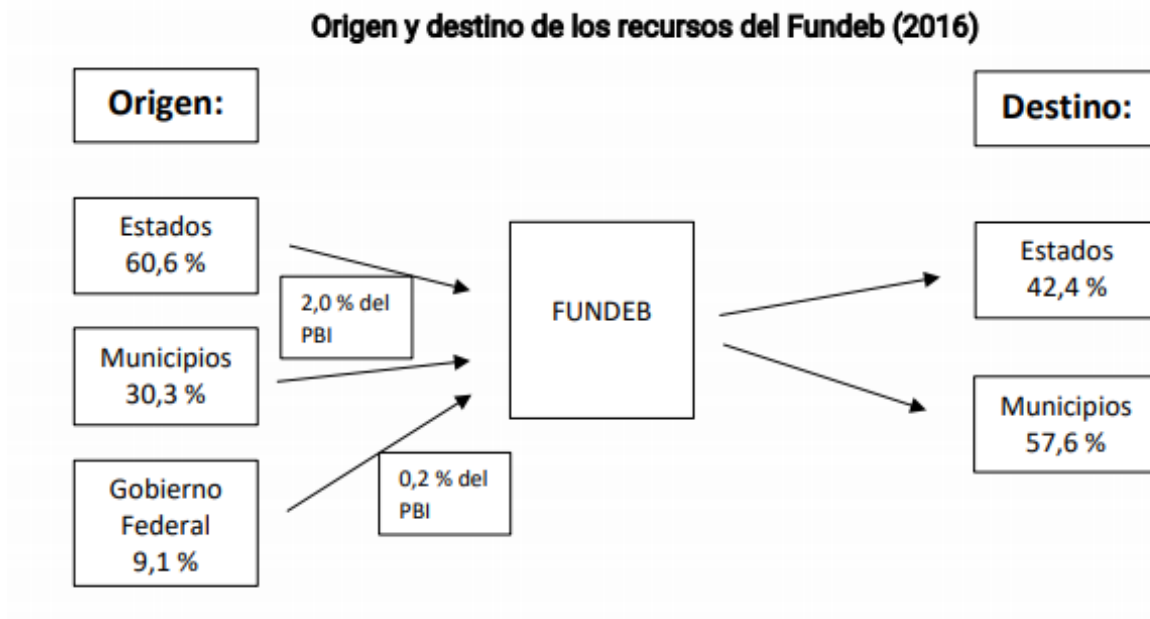 Origen y destino de los recursos del Fundeb (2016)
Origen:
Destino:
Estados
60,6 %
2,0 % del
PBI
Municipios
30,3 %
Gobierno
Federal
9,1 %
0,2 % del
PBI
FUNDEB
Estados
42,4 %
Municipios
57,6 %